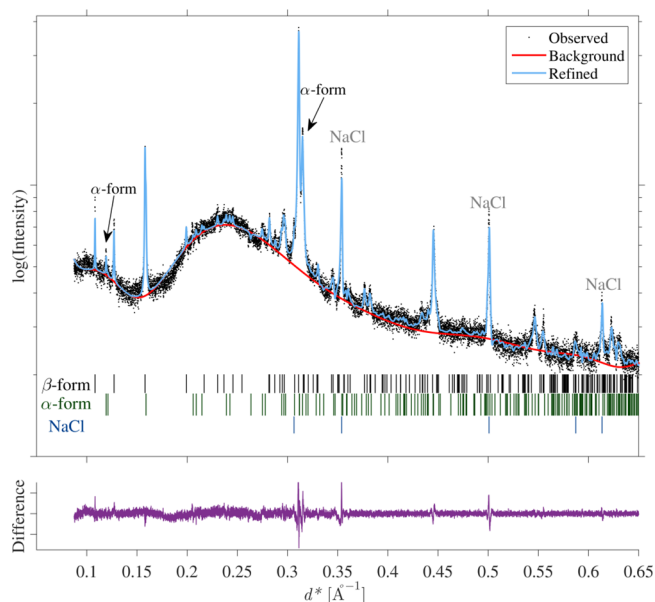 Observed
Background
Refined
α-form
α-form
NaCl
NaCl
NaCl
log(Intensity)
β-form
α-form
NaCl
Difference
0.1 0.15 0.2 0.25 0.3 0.35 0.4 0.45 0.5 0.55 0.6 0.65
d* [Å⁻¹]